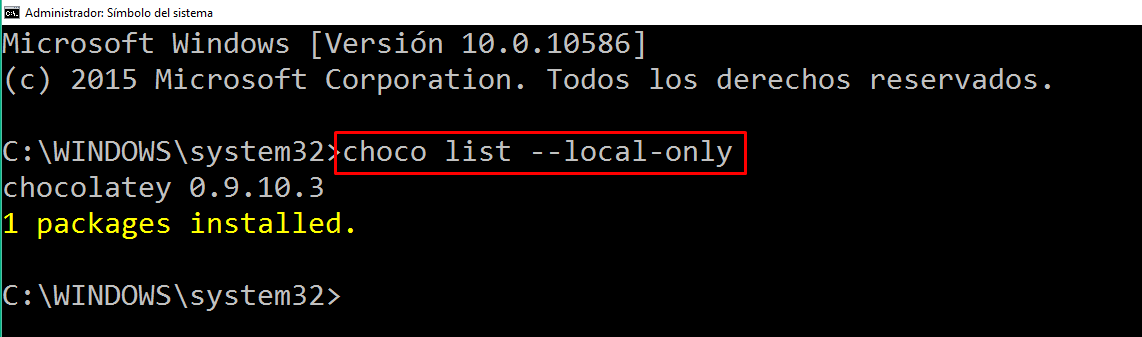 Administrador: Símbolo del sistema
Microsoft Windows [Versión 10.0.10586]
(c) 2015 Microsoft Corporation. Todos los derechos reservados.
C:\WINDOWS\system32>choco list --local-only
chocolatey 0.9.10.3
1 packages installed.
C:\WINDOWS\system32>